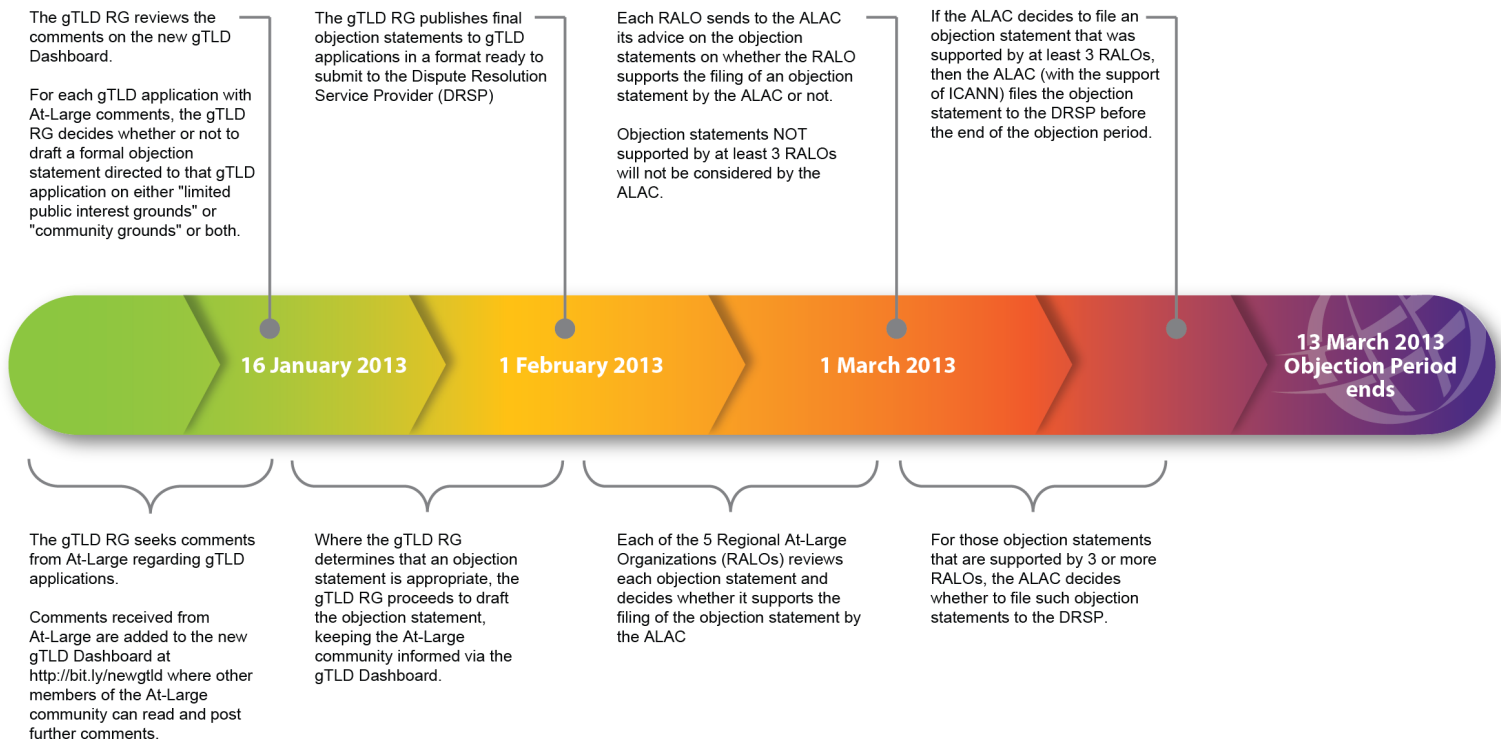 The gTLD RG reviews the
comments on the new gTLD
Dashboard.
For each gTLD application with
At-Large comments, the gTLD
RG decides whether or not to
draft a formal objection
statement directed to that gTLD
application on either "limited
public interest grounds" or
"community grounds" or both.
The gTLD RG publishes final
objection statements to gTLD
applications in a format ready to
submit to the Dispute Resolution
Service Provider (DRSP)
Each RALO sends to the ALAC
its advice on the objection
statements on whether the RALO
supports the filing of an objection
statement by the ALAC or not.
Objection statements NOT
supported by at least 3 RALOs
will not be considered by the
ALAC.
If the ALAC decides to file an
objection statement that was
supported by at least 3 RALOs,
then the ALAC (with the support
of ICANN) files the objection
statement to the DRSP before
the end of the objection period.
16 January 2013
1 February 2013
1 March 2013
13 March 2013
Objection Period
ends
The gTLD RG seeks comments
from At-Large regarding gTLD
applications.
Comments received from
At-Large are added to the new
gTLD Dashboard at
http://bit.ly/newgtld where other
members of the At-Large
community can read and post
further comments.
Where the gTLD RG
determines that an objection
statement is appropriate, the
gTLD RG proceeds to draft
the objection statement,
keeping the At-Large
community informed via the
gTLD Dashboard.
Each of the 5 Regional At-Large
Organizations (RALOs) reviews
each objection statement and
decides whether it supports the
filing of the objection statement by
the ALAC
For those objection statements
that are supported by 3 or more
RALOs, the ALAC decides
whether to file such objection
statements to the DRSP.